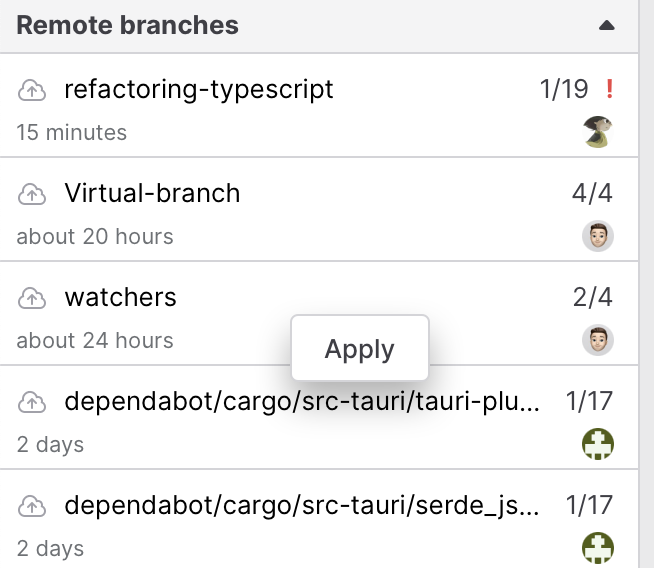 Remote branches
refactoring-typescript 1/19 !
15 minutes
Virtual-branch 4/4
about 20 hours
watchers 2/4
about 24 hours
Apply
dependabot/cargo/src-tauri/tauri-plu... 1/17
2 days
dependabot/cargo/src-tauri/serde_js... 1/17
2 days